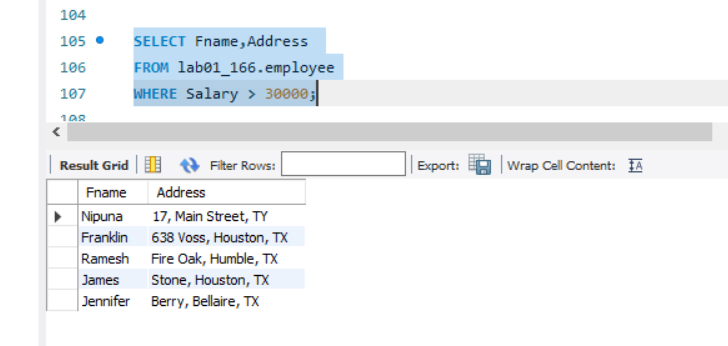 104
105 SELECT Fname,Address
106 FROM lab01_166.employee
107 WHERE Salary > 30000;
108
Result Grid Filter Rows: Export: Wrap Cell Content: IA
Fname Address
Nipuna 17, Main Street, TY
Franklin 638 Voss, Houston, TX
Ramesh Fire Oak, Humble, TX
James Stone, Houston, TX
Jennifer Berry, Bellaire, TX